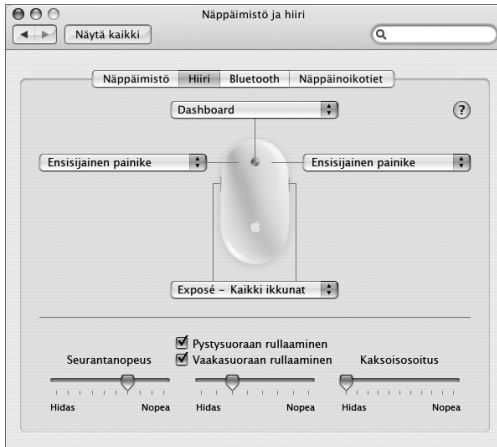 Näppäimistö ja hiiri
Näytä kaikki
Näppäimistö Hiiri Bluetooth Näppäinoikotiet
Dashboard
?
Ensisijainen painike Ensisijainen painike
Exposé – Kaikki ikkunat
Pystysuoraan rullaaminen
Seurantanopeus Vaakasuoraan rullaaminen Kaksoisosoitus
Hidas Nopea Hidas Nopea Hidas Nopea